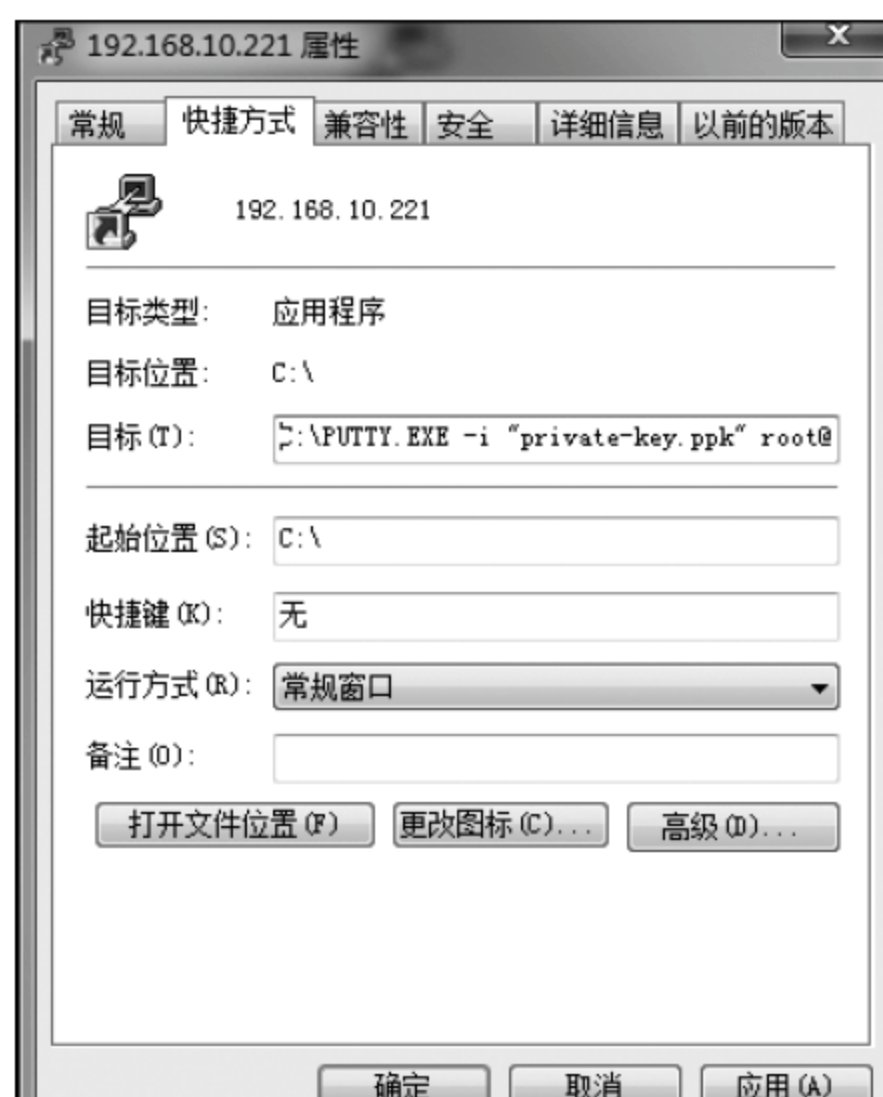 192.168.10.221 属性
常规 快捷方式 兼容性 安全 详细信息 以前的版本
192.168.10.221
目标类型: 应用程序
目标位置: C:\
目标(T): C:\PUTTY.EXE -i "private-key.ppk" root@
起始位置(S): C:\
快捷键(K): 无
运行方式(R): 常规窗口
备注(O):
打开文件位置(F) 更改图标(C)... 高级(D)...
确定 取消 应用(A)